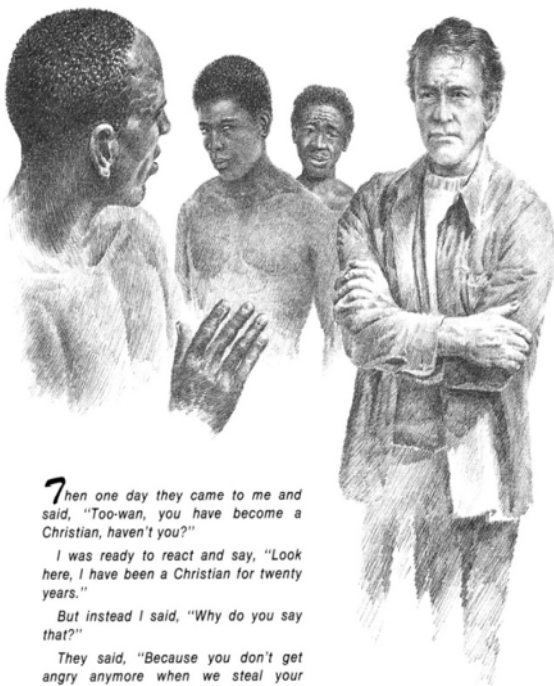 Then one day they came to me and
said, "Too-wan, you have become a
Christian, haven't you?"
I was ready to react and say, "Look
here, I have been a Christian for twenty
years."
But instead I said, "Why do you say
that?"
They said, "Because you don't get
angry anymore when we steal your